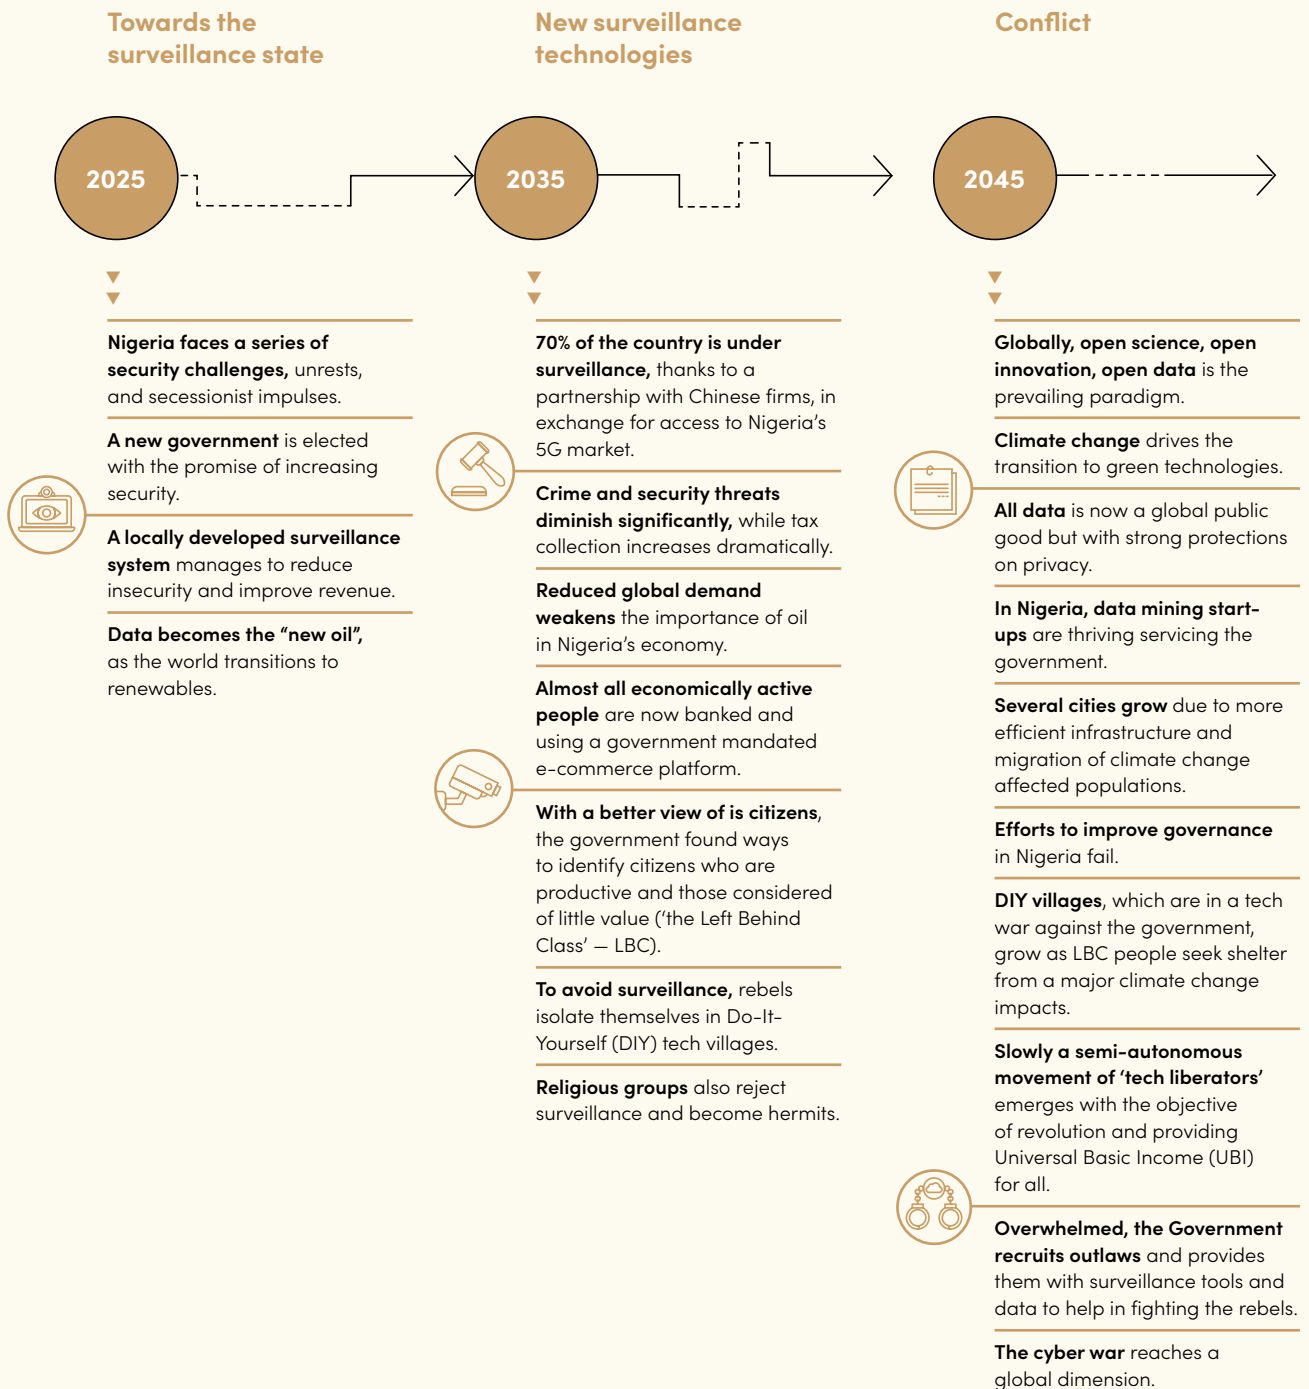 Towards the
surveillance state
2025
Nigeria faces a series of
security challenges, unrests,
and secessionist impulses.
A new government is elected
with the promise of increasing
security.
A locally developed surveillance
system manages to reduce
insecurity and improve revenue.
Data becomes the “new oil”,
as the world transitions to
renewables.
New surveillance
technologies
2035
70% of the country is under
surveillance, thanks to a
partnership with Chinese firms, in
exchange for access to Nigeria’s
5G market.
Crime and security threats
diminish significantly, while tax
collection increases dramatically.
Reduced global demand
weakens the importance of oil
in Nigeria’s economy.
Almost all economically active
people are now banked and
using a government mandated
e-commerce platform.
With a better view of is citizens,
the government found ways
to identify citizens who are
productive and those considered
of little value (‘the Left Behind
Class’ — LBC).
To avoid surveillance, rebels
isolate themselves in Do-It-
Yourself (DIY) tech villages.
Religious groups also reject
surveillance and become hermits.
Conflict
2045
Globally, open science, open
innovation, open data is the
prevailing paradigm.
Climate change drives the
transition to green technologies.
C
All data is now a global public
good but with strong protections
on privacy.
In Nigeria, data mining start-
ups are thriving servicing the
government.
Several cities grow due to more
efficient infrastructure and
migration of climate change
affected populations.
Efforts to improve governance
in Nigeria fail.
DIY villages, which are in a tech
war against the government,
grow as LBC people seek shelter
from a major climate change
impacts.
Slowly a semi-autonomous
movement of ‘tech liberators’
emerges with the objective
of revolution and providing
Universal Basic Income (UBI)
for all.
Overwhelmed, the Government
recruits outlaws and provides
them with surveillance tools and
data to help in fighting the rebels.
The cyber war reaches a
global dimension.